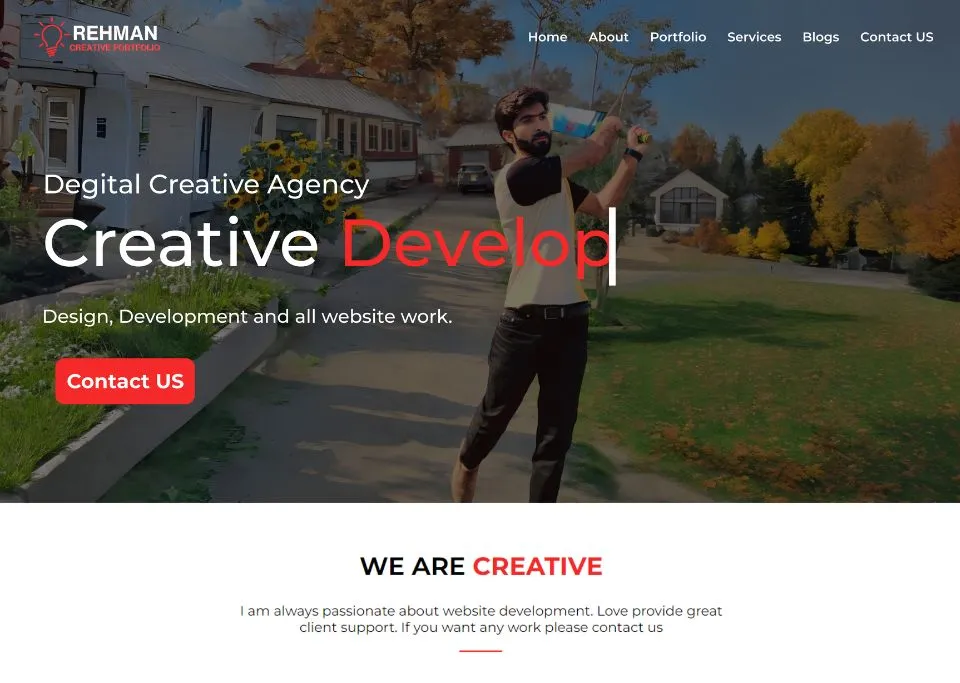 REHMAN
CREATIVE PORTFOLIO
Home About Portfolio Services Blogs Contact US
Degital Creative Agency
Creative Develop
Design, Development and all website work.
Contact US
WE ARE CREATIVE
I am always passionate about website development. Love provide great
client support. If you want any work please contact us